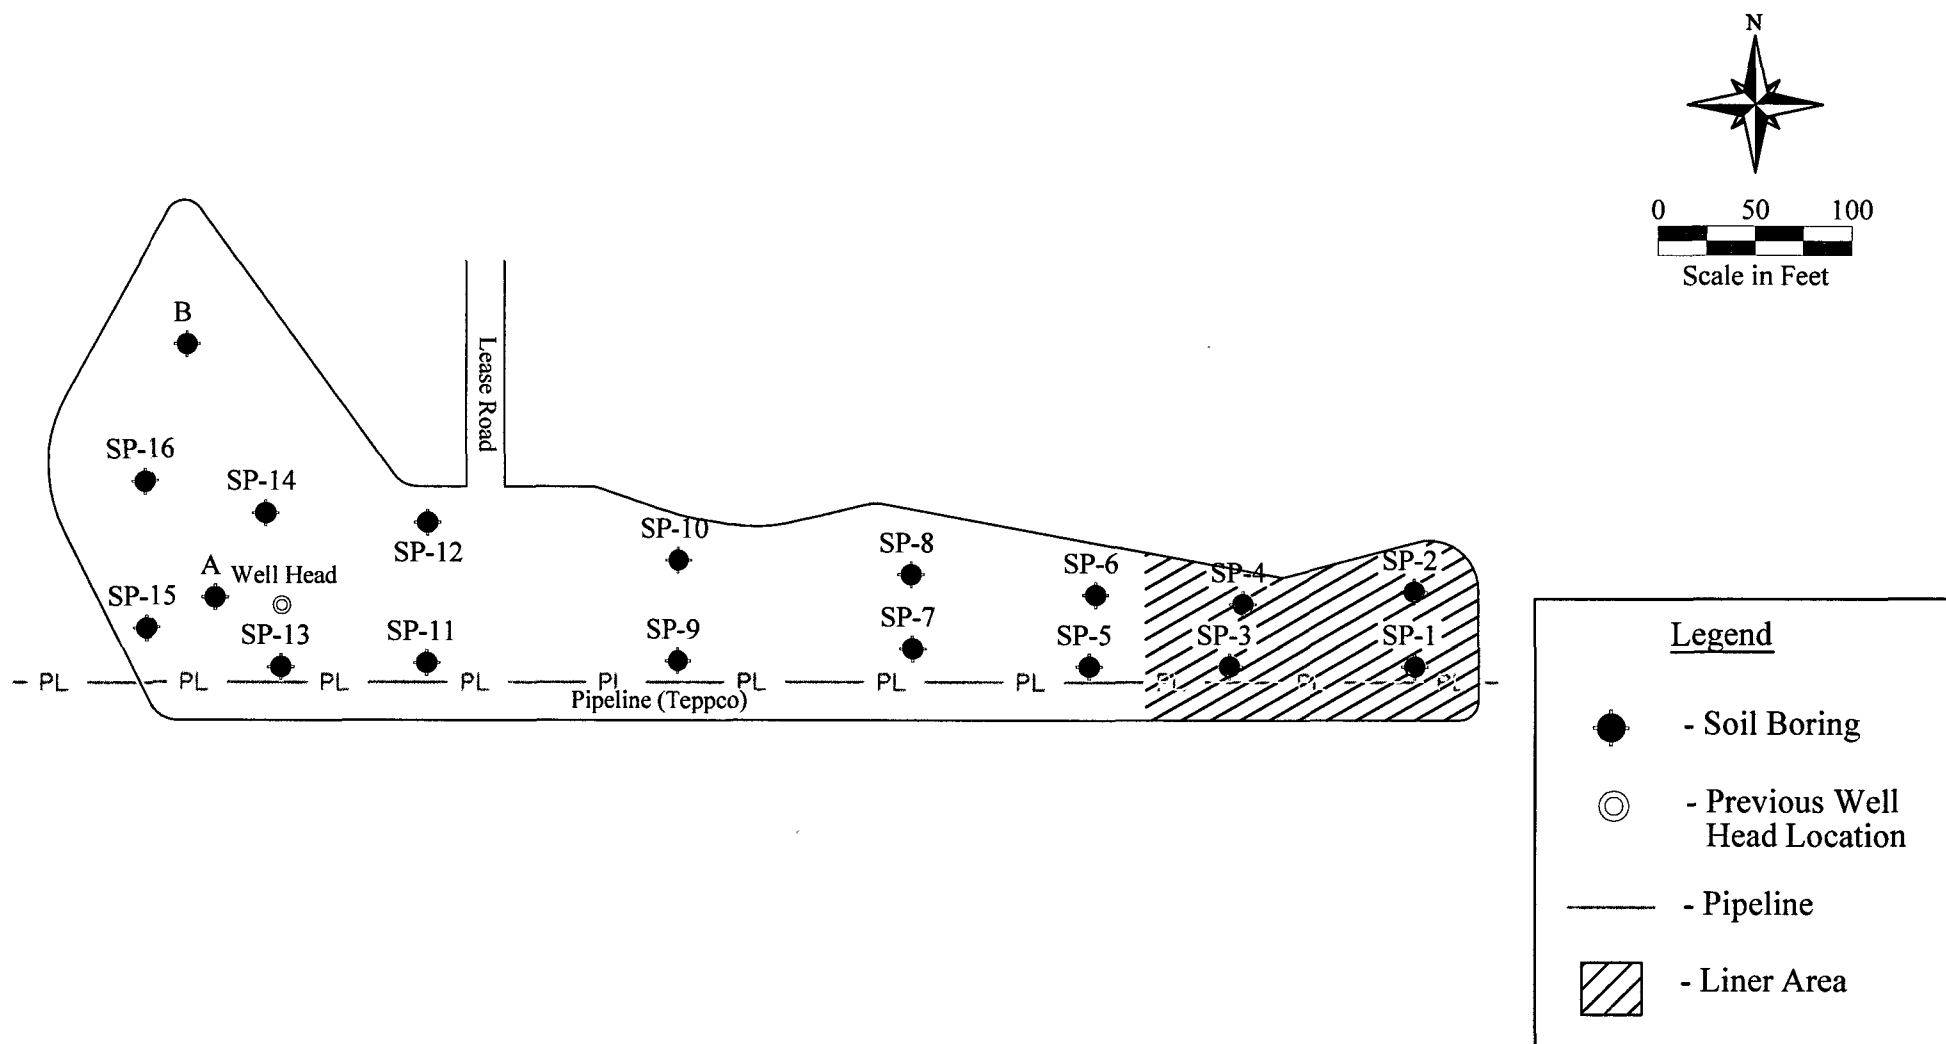 N
0 50 100
Scale in Feet
B
Lease Road
SP-16
SP-14
SP-10
SP-12
SP-8
SP-6
SP-4
SP-2
A
Well Head
SP-15
SP-13
SP-11
SP-9
SP-7
SP-5
SP-3
SP-1
PL PL PL PL PL PL PL PL PL PL PL
Pipeline (Teppco)
Legend
- Soil Boring
- Previous Well
Head Location
- Pipeline
- Liner Area